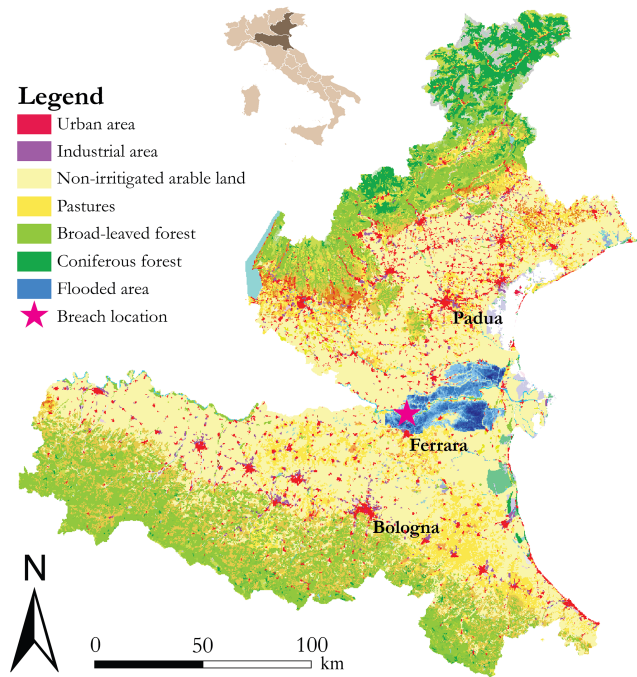 Legend
Urban area
Industrial area
Non-irritigated arable land
Pastures
Broad-leaved forest
Coniferous forest
Flooded area
Breach location
Padua
Ferrara
Bologna
N
0 50 100
km